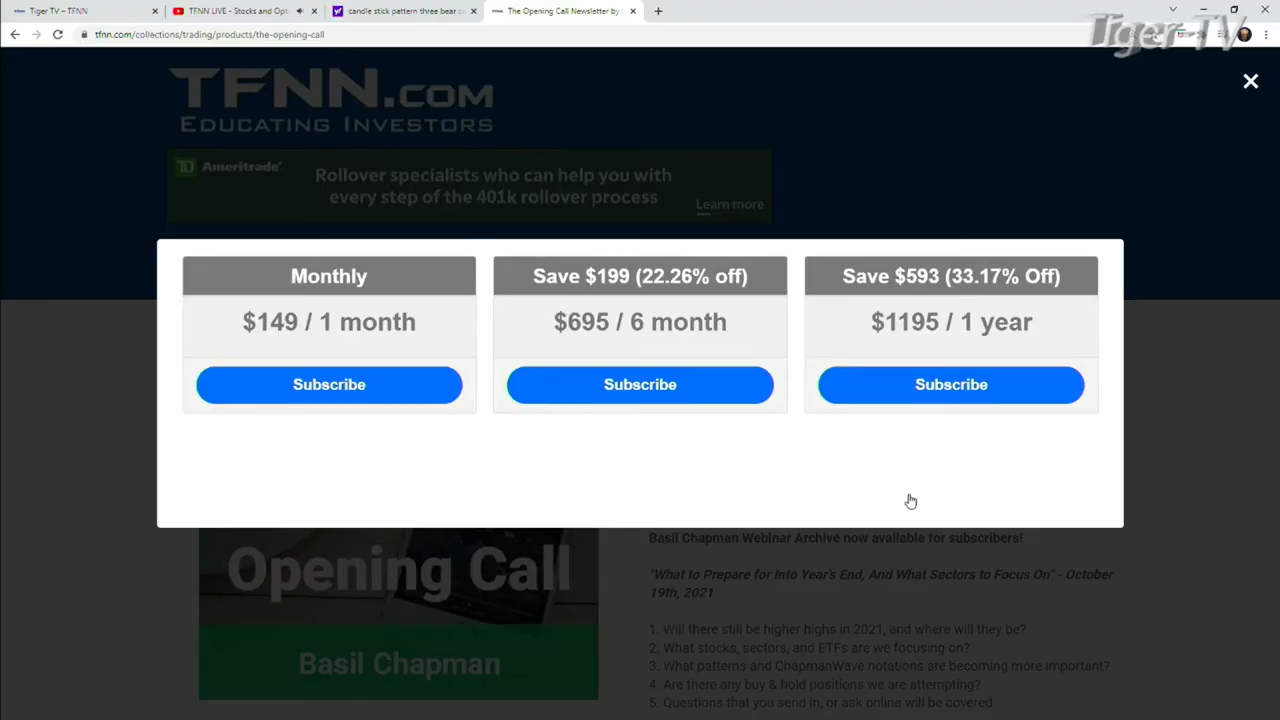 Tiger TV – TFNN
TFNN LIVE - Stocks and Opti
candle stick pattern three bear c
The Opening Call Newsletter by
tfnn.com/collections/trading/products/the-opening-call
Tiger TV
TFNN.COM
EDUCATING INVESTORS
TD Ameritrade
Rollover specialists who can help you with
every step of the 401k rollover process
Learn more
Monthly
$149 / 1 month
Subscribe
Save $199 (22.26% off)
$695 / 6 month
Subscribe
Save $593 (33.17% Off)
$1195 / 1 year
Subscribe
Opening Call
Basil Chapman
Basil Chapman Webinar Archive now available for subscribers!
"What to Prepare for Into Year's End, And What Sectors to Focus On" - October
19th, 2021
1. Will there still be higher highs in 2021, and where will they be?
2. What stocks, sectors, and ETFs are we focusing on?
3. What patterns and ChapmanWave notations are becoming more important?
4. Are there any buy & hold positions we are attempting?
5. Questions that you send in, or ask online will be covered